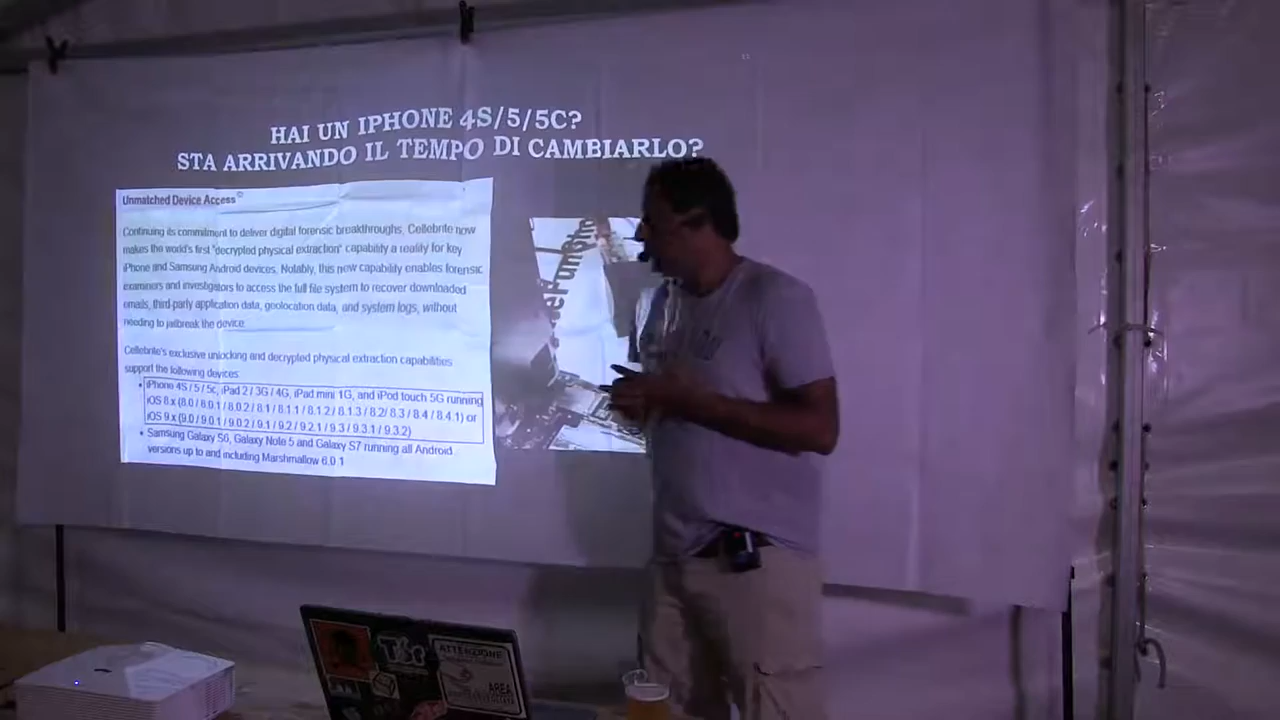 HAI UN IPHONE 4S/5/5C?
STA ARRIVANDO IL TEMPO DI CAMBIARLO?
Unmatched Device Access©
Continuing its commitment to deliver digital forensic breakthroughs, Cellebrite now
makes the world's first "decrypted physical extraction" capability a reality for key
iPhone and Samsung Android devices. Notably, this new capability enables forensic
examiners and investigators to access the full file system to recover downloaded
emails, third-party application data, geolocation data, and system logs, without
needing to jailbreak the device
Cellebrite's exclusive unlocking and decrypted physical extraction capabilities
support the following devices:
• iPhone 4S / 5 / 5c, iPad 2 / 3G / 4G, iPad mini 1G, and iPod touch 5G running
iOS 8.x (8.0 / 8.0.1 / 8.0.2 / 8.1 / 8.1.1 / 8.1.2 / 8.1.3 / 8.2/ 8.3 / 8.4 / 8.4.1) or
iOS 9.x (9.0 / 9.0.1 / 9.0.2 / 9.1 / 9.2 / 9.2.1 / 9.3 / 9.3.1 / 9.3.2)
• Samsung Galaxy S6, Galaxy Note 5 and Galaxy S7 running all Android
versions up to and including Marshmallow 6.0.1
Tor
ATTENZIONE
AREA